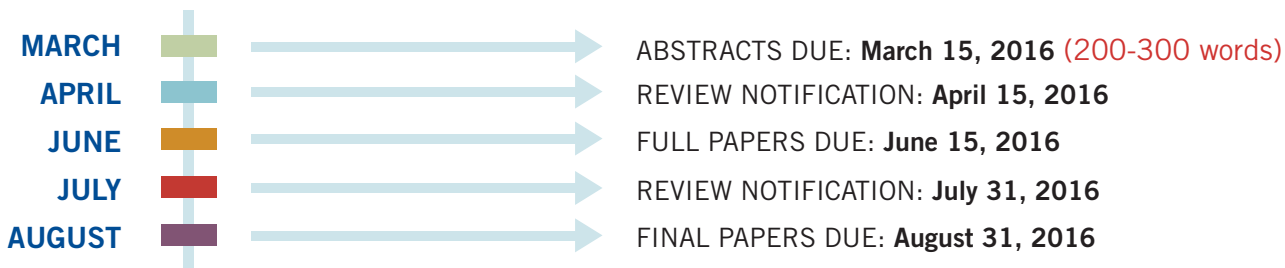 MARCH ABSTRACTS DUE: March 15, 2016 (200-300 words)
APRIL REVIEW NOTIFICATION: April 15, 2016
JUNE FULL PAPERS DUE: June 15, 2016
JULY REVIEW NOTIFICATION: July 31, 2016
AUGUST FINAL PAPERS DUE: August 31, 2016